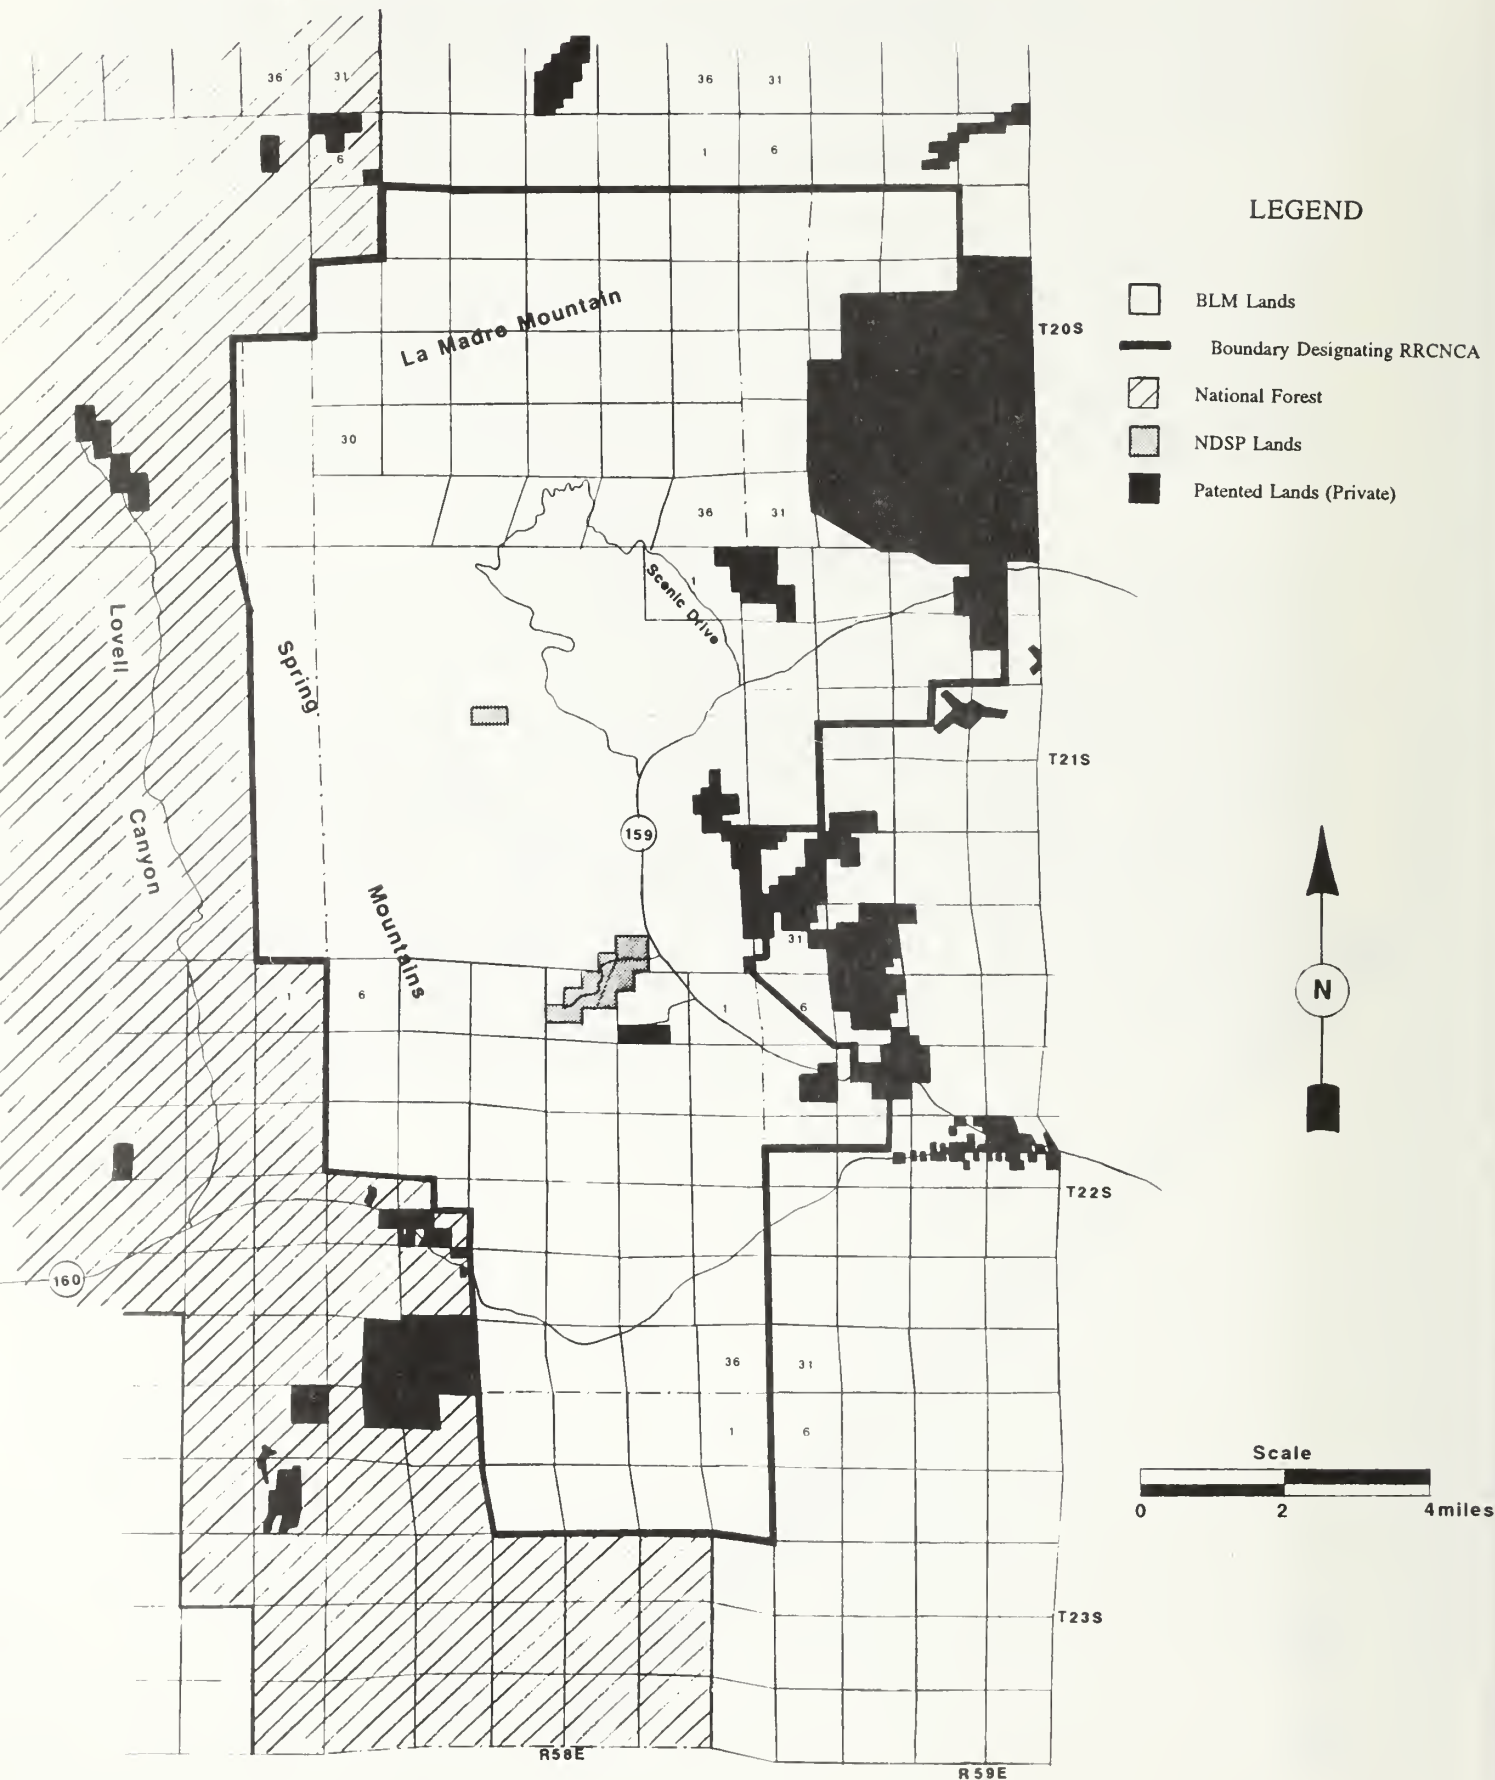 36
31
36
31
6
1
6
LEGEND
BLM Lands
Boundary Designating RRCNCA
National Forest
NDSP Lands
Patented Lands (Private)
La Madre Mountain
T20S
30
36
31
Scenic Drive
1
Lovell
Canyon
Spring
Mountains
T21S
159
31
1
6
1
6
N
T22S
160
36
31
1
6
Scale
0
2
4 miles
T23S
R58E
R59E